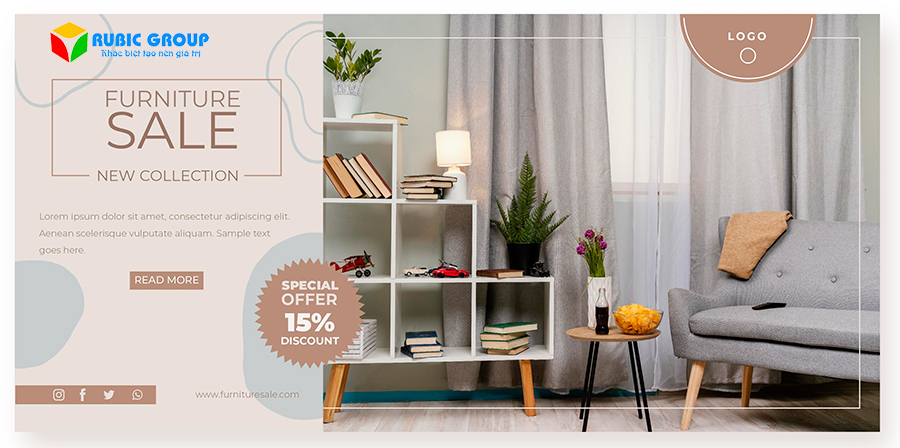 RUBIC GROUP
Khác biệt tạo nên giá trị
LOGO
FURNITURE
SALE
NEW COLLECTION
Lorem ipsum dolor sit amet, consectetur adipiscing elit.
Aenean scelerisque vulputate aliquam. Sample text
goes here.
READ MORE
SPECIAL
OFFER
15%
DISCOUNT
www.furnituresale.com